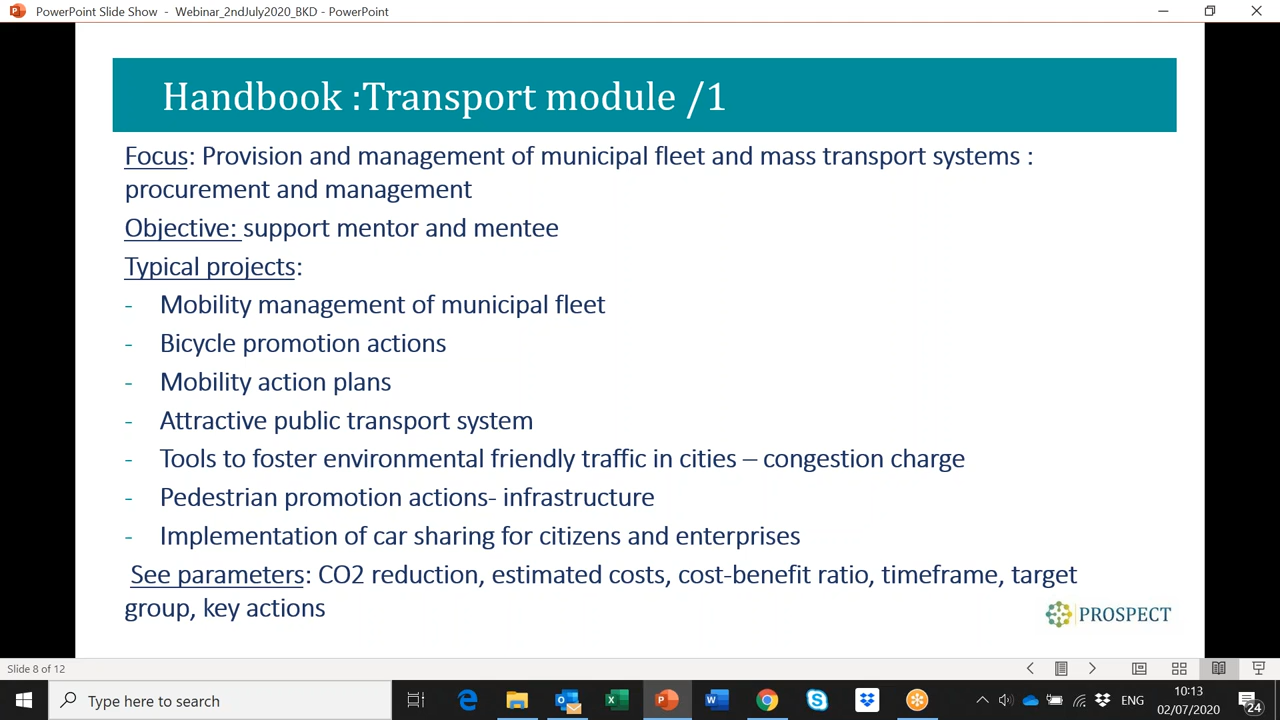 PowerPoint Slide Show - Webinar_2ndJuly2020_BKD - PowerPoint
Handbook :Transport module /1
Focus: Provision and management of municipal fleet and mass transport systems :
procurement and management
Objective: support mentor and mentee
Typical projects:
- Mobility management of municipal fleet
- Bicycle promotion actions
- Mobility action plans
- Attractive public transport system
- Tools to foster environmental friendly traffic in cities – congestion charge
- Pedestrian promotion actions- infrastructure
- Implementation of car sharing for citizens and enterprises
See parameters: CO2 reduction, estimated costs, cost-benefit ratio, timeframe, target
group, key actions
PROSPECT
Slide 8 of 12
Type here to search
ENG
10:13
02/07/2020
24